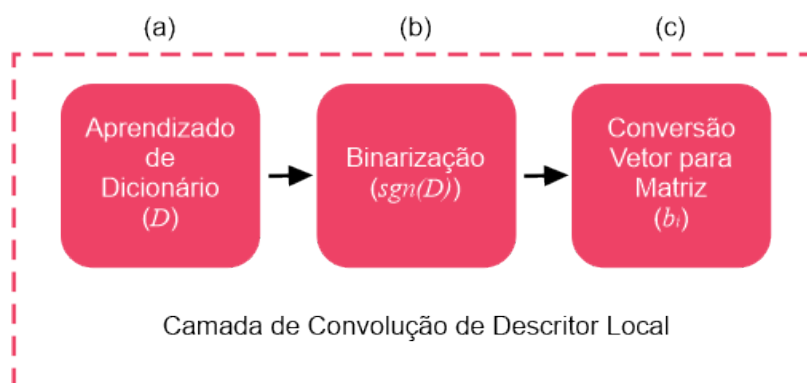 (a)
(b)
(c)
Aprendizado
de
Dicionário
(D)
Binarização
(sgn(D))
Conversão
Vetor para
Matriz
(bᵢ)
Camada de Convolução de Descritor Local